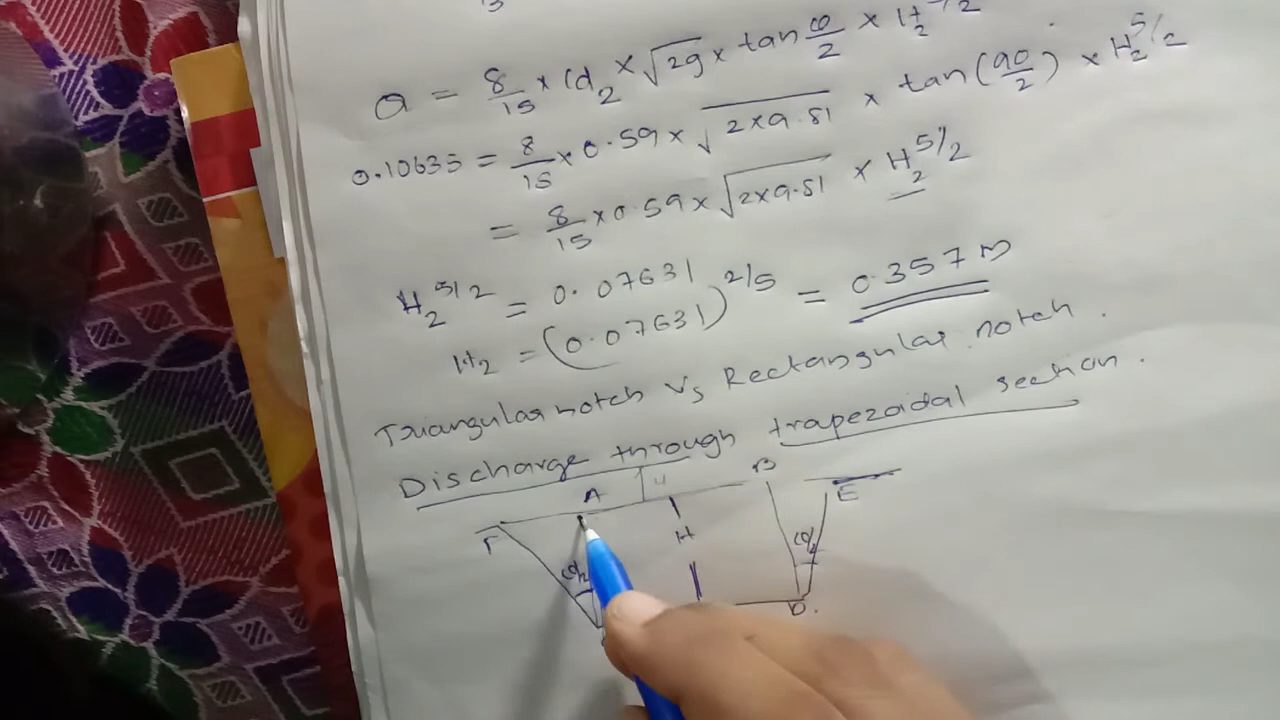 3
Q = 8/15 × Cd2 × √2g × tan θ/2 × H2 5/2
0.10635 = 8/15 × 0.59 × √2×9.81 × tan(90/2) × H2 5/2
= 8/15 × 0.59 × √2×9.81 × H2 5/2
H2 5/2 = 0.07631
H2 = (0.07631) 2/5 = 0.357 m
Triangular notch Vs Rectangular notch.
Discharge through trapezoidal section.
A H B
F H E
θ/2 θ/2
D.